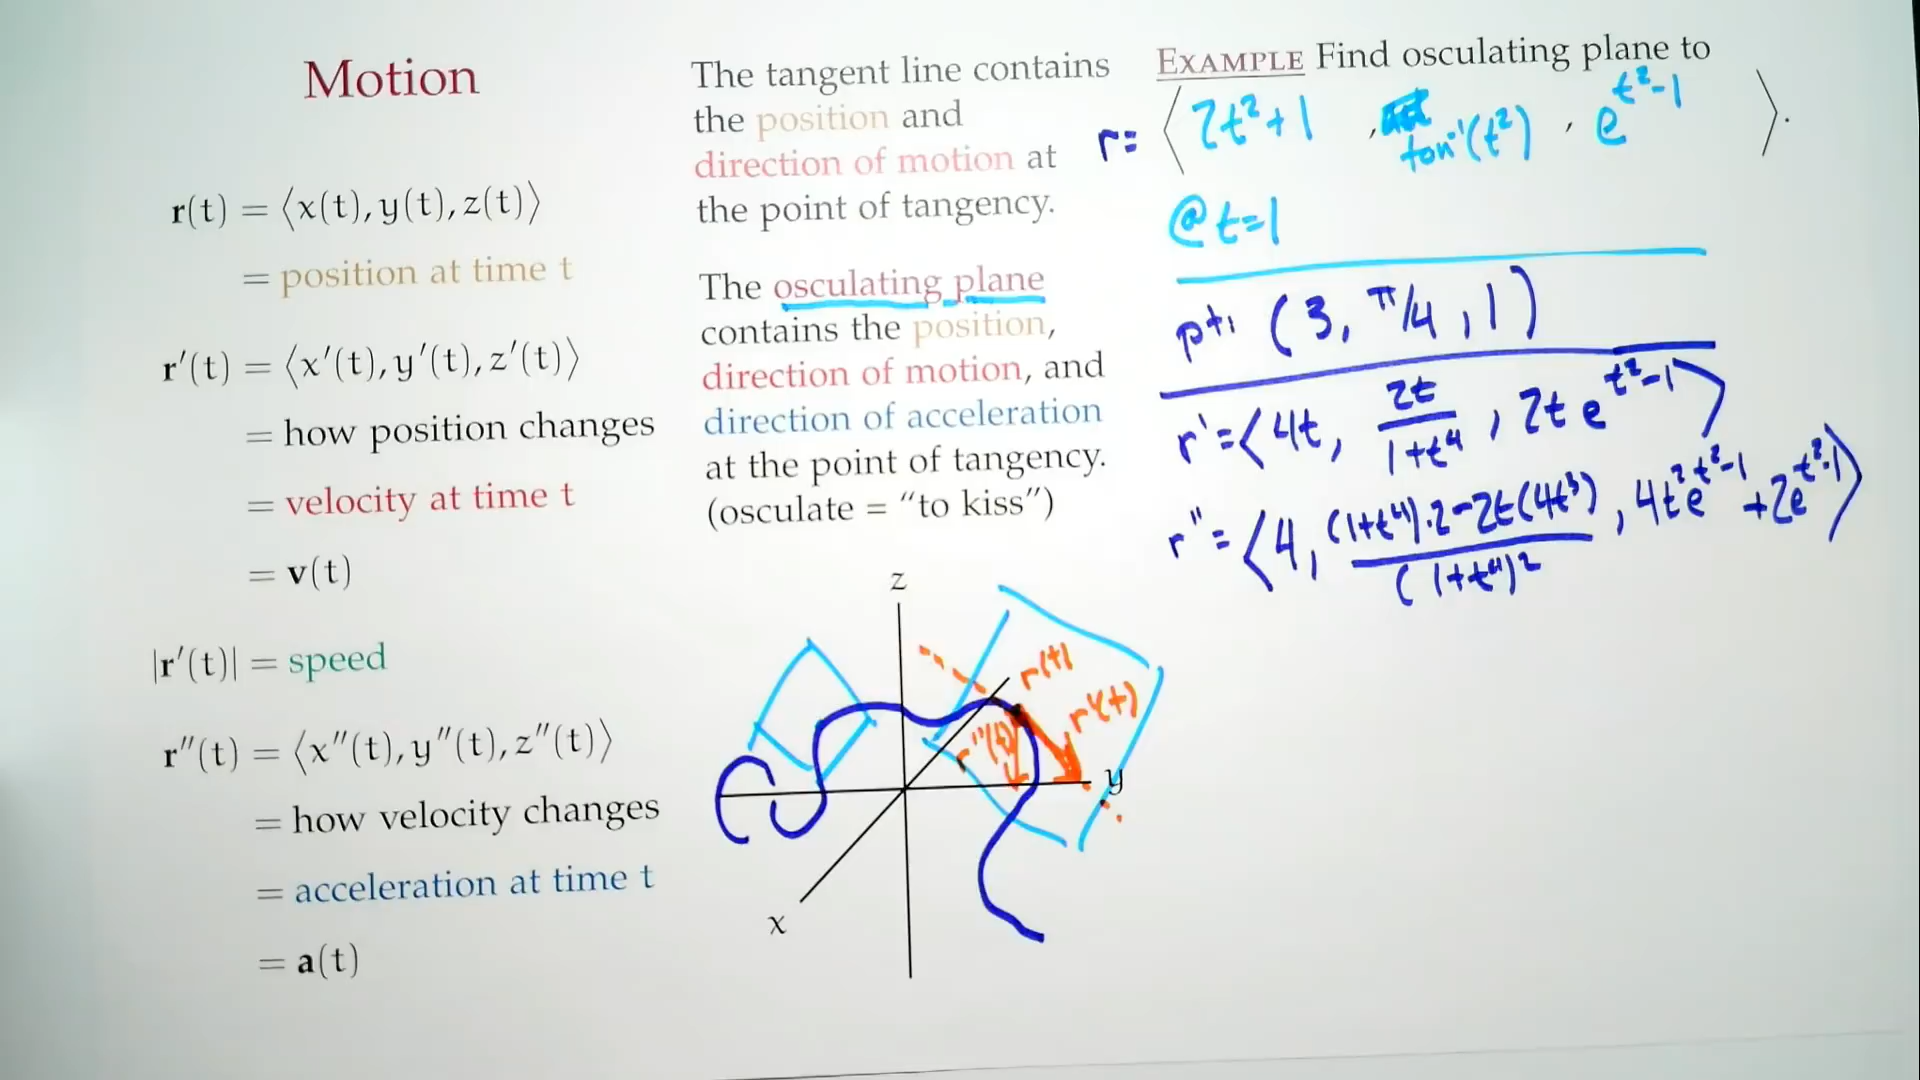 Motion
r(t) = ⟨x(t), y(t), z(t)⟩
= position at time t
r′(t) = ⟨x′(t), y′(t), z′(t)⟩
= how position changes
= velocity at time t
= v(t)
|r′(t)| = speed
r″(t) = ⟨x″(t), y″(t), z″(t)⟩
= how velocity changes
= acceleration at time t
= a(t)
The tangent line contains
the position and
direction of motion at
the point of tangency.
The osculating plane
contains the position,
direction of motion, and
direction of acceleration
at the point of tangency.
(osculate = “to kiss”)
z
r(t)
r'(t)
r"(t)
y
x
EXAMPLE Find osculating plane to
r = ⟨2t²+1, tan⁻¹(t²), e^(t²-1)⟩.
@ t=1
pt. (3, π/4, 1)
r' = ⟨4t, 2t/(1+t⁴), 2t e^(t²-1)⟩
r" = ⟨4, ((1+t⁴)·2-2t(4t³))/(1+t⁴)², 4t²e^(t²-1)+2e^(t²-1)⟩